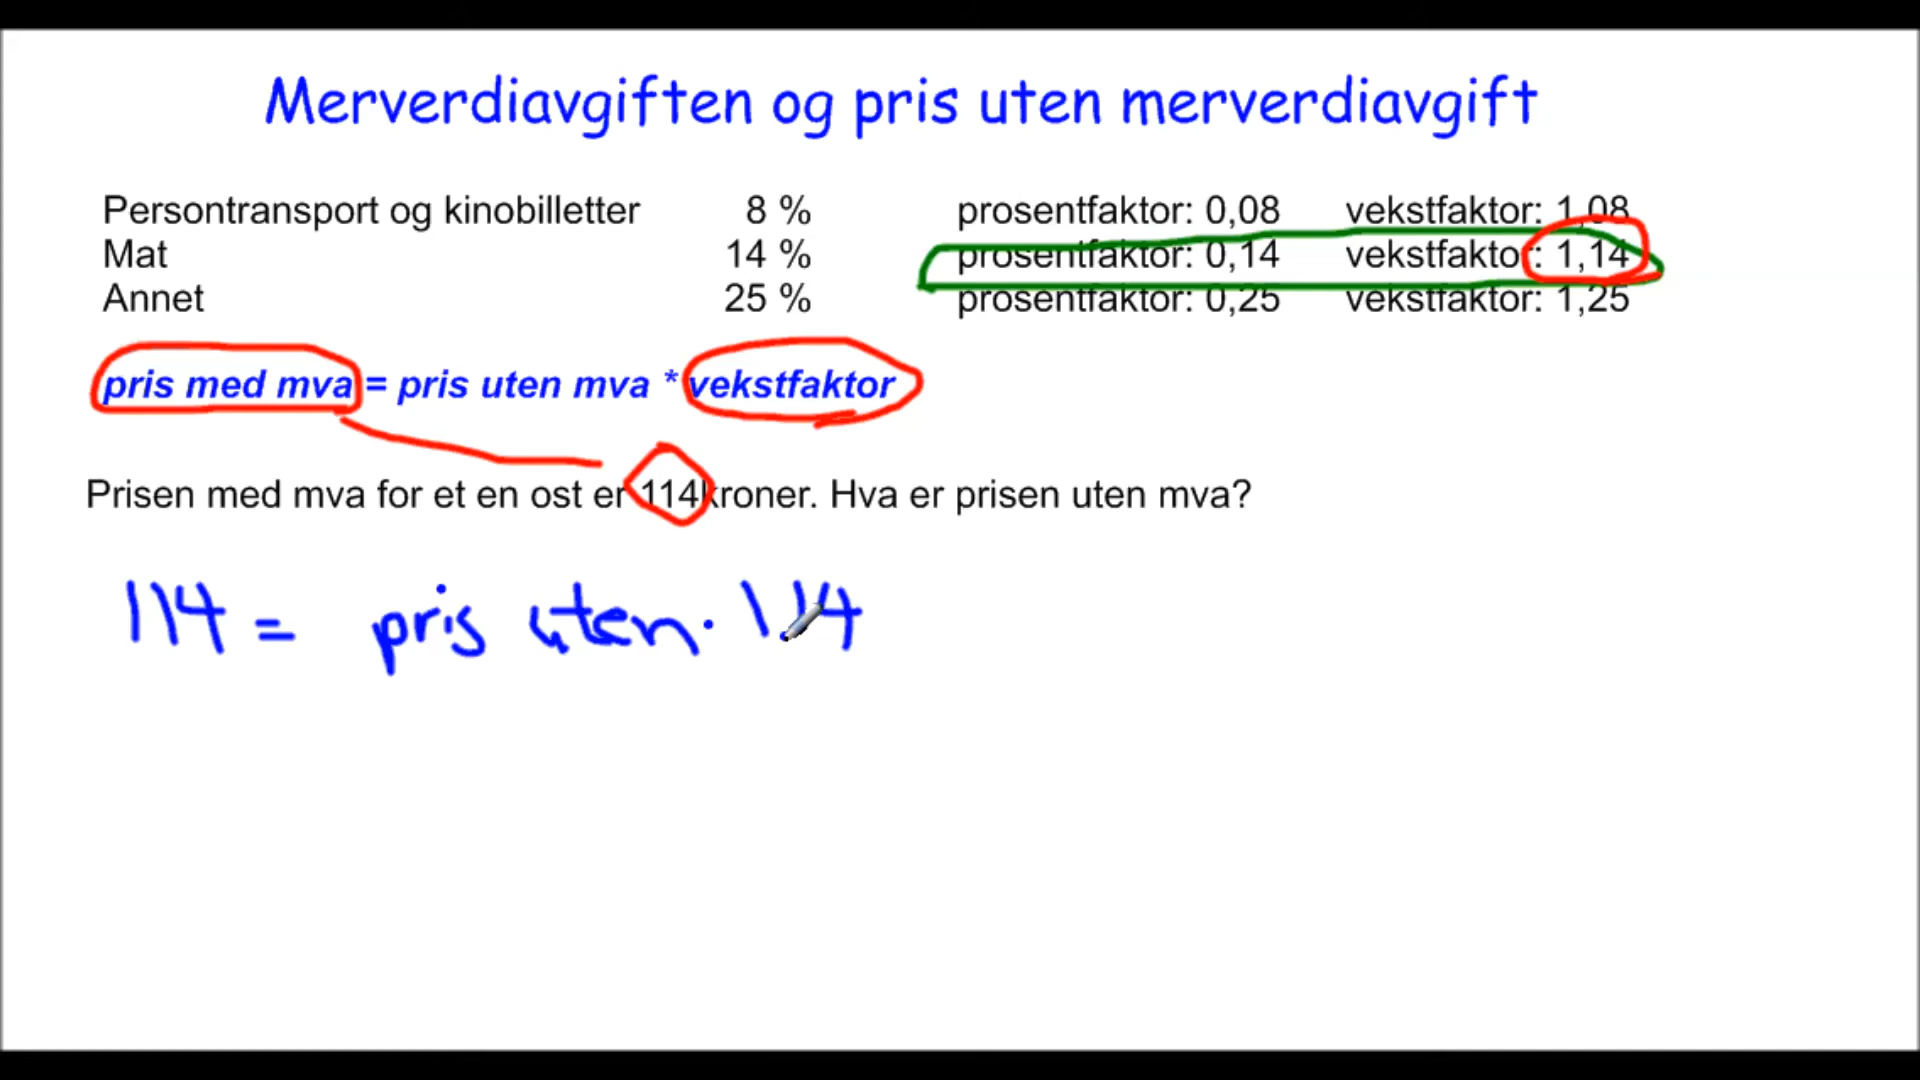 Merverdiavgiften og pris uten merverdiavgift
Persontransport og kinobilletter 8 % prosentfaktor: 0,08 vekstfaktor: 1,08
Mat 14 % prosentfaktor: 0,14 vekstfaktor: 1,14
Annet 25 % prosentfaktor: 0,25 vekstfaktor: 1,25
pris med mva = pris uten mva * vekstfaktor
Prisen med mva for et en ost er 114 kroner. Hva er prisen uten mva?
114 = pris uten · 1,14